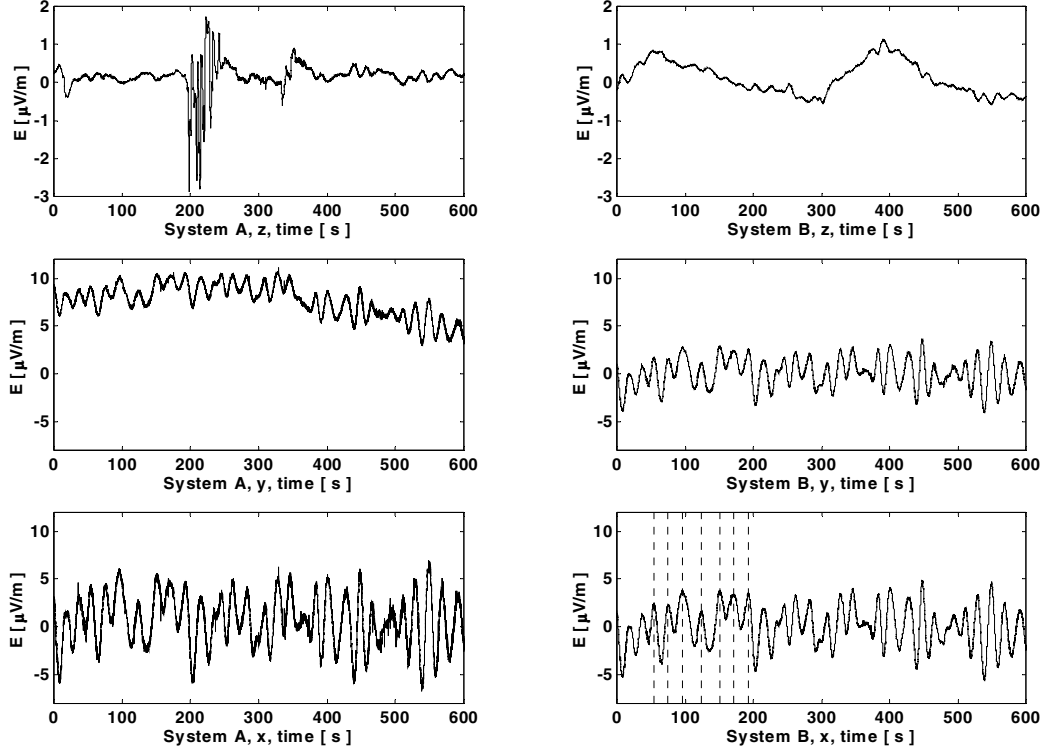 2
1
0
-1
-2
-3
E [ µV/m]
0 100 200 300 400 500 600
System A, z, time [ s ]
2
1
0
-1
-2
-3
E [ µV/m]
0 100 200 300 400 500 600
System B, z, time [ s ]
10
5
0
-5
E [ µV/m]
0 100 200 300 400 500 600
System A, y, time [ s ]
10
5
0
-5
E [ µV/m]
0 100 200 300 400 500 600
System B, y, time [ s ]
10
5
0
-5
E [ µV/m]
0 100 200 300 400 500 600
System A, x, time [ s ]
10
5
0
-5
E [ µV/m]
0 100 200 300 400 500 600
System B, x, time [ s ]